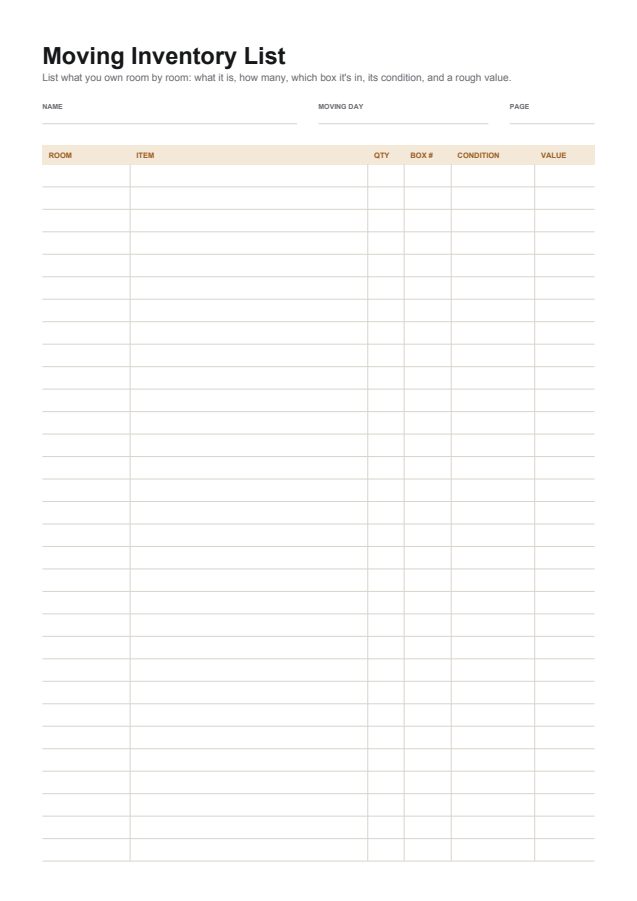 Moving Inventory List
List what you own room by room: what it is, how many, which box it's in, its condition, and a rough value.
NAME MOVING DAY PAGE
ROOM ITEM QTY BOX # CONDITION VALUE